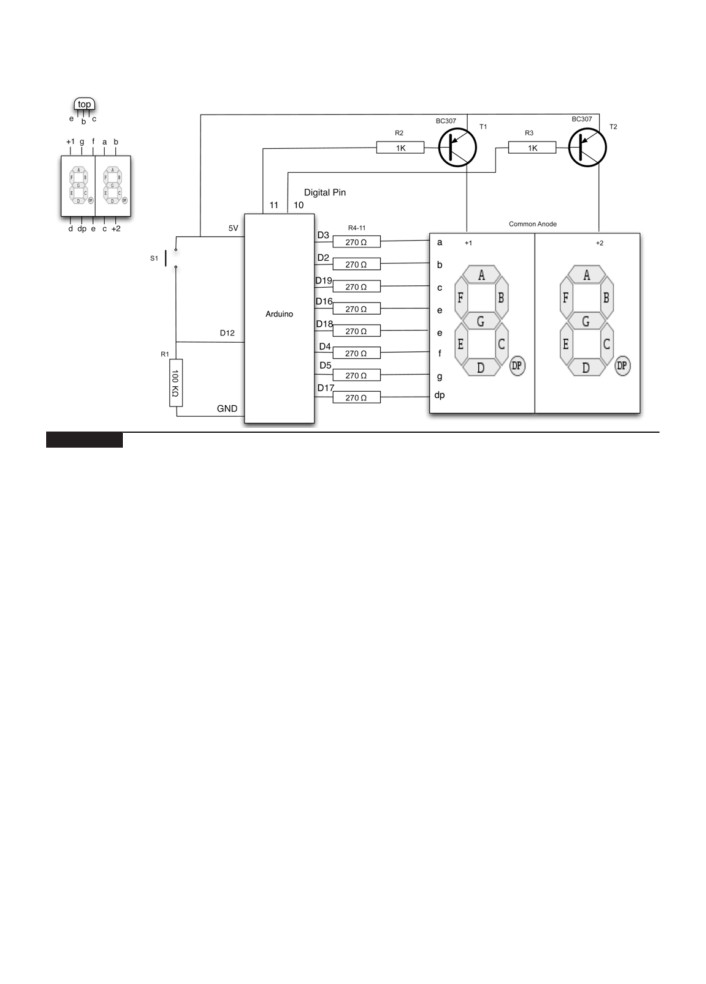 top
e b c
+1 g f a b
A
F B
G
E C
D DP
A
F B
G
E C
D DP
d dp e c +2
BC307
T1
R2
1K
BC307
T2
R3
1K
Digital Pin
11 10
5V
S1
D12
R1
100 KΩ
GND
Arduino
R4-11
D3 270 Ω a
D2 270 Ω b
D19 270 Ω c
D16 270 Ω e
D18 270 Ω e
D4 270 Ω f
D5 270 Ω g
D17 270 Ω dp
Common Anode
+1 +2
A
F B
G
E C
D DP
A
F B
G
E C
D DP